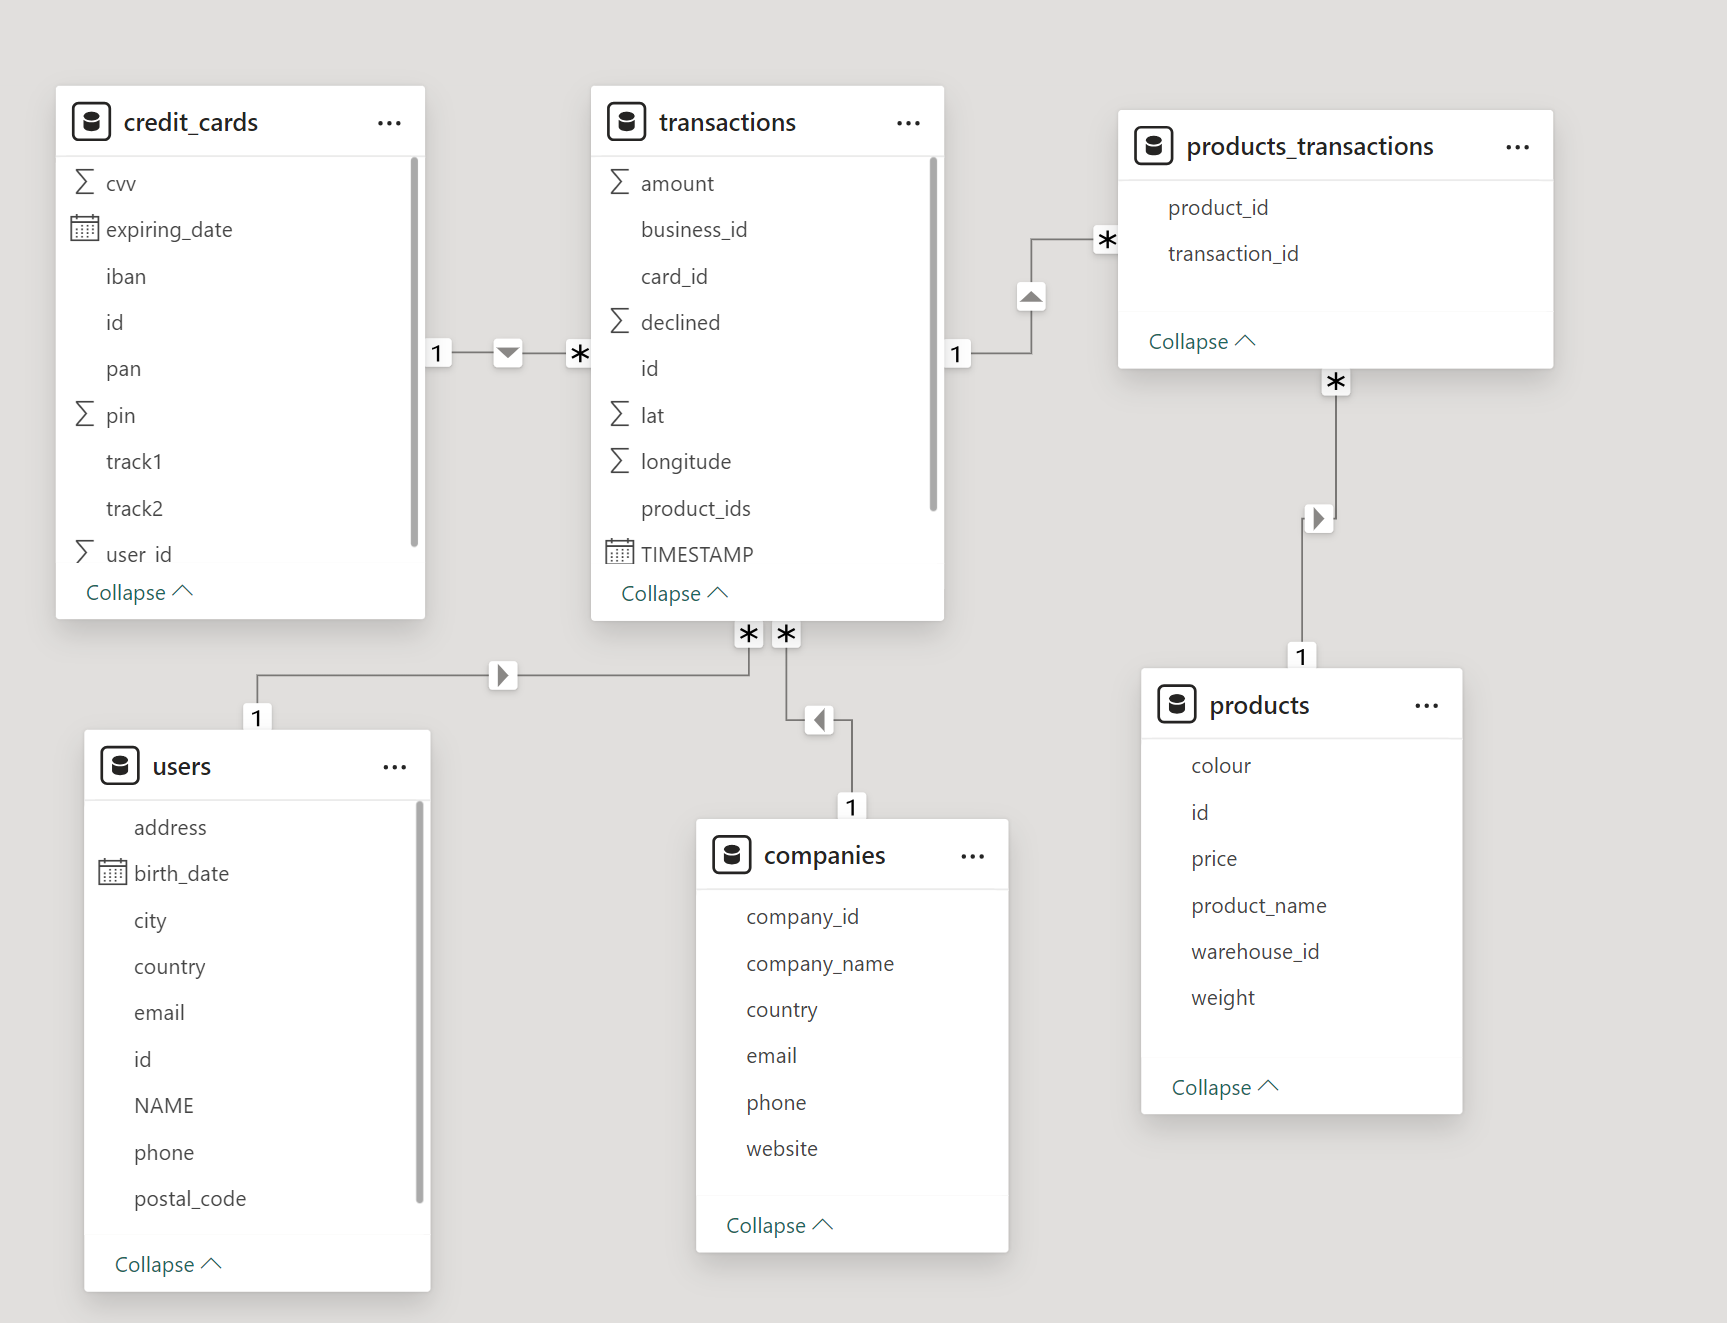 credit_cards
cvv
expiring_date
iban
id
pan
pin
track1
track2
user_id
Collapse
transactions
amount
business_id
card_id
declined
id
lat
longitude
product_ids
TIMESTAMP
Collapse
products_transactions
product_id
transaction_id
Collapse
1
*
1
*
*
*
*
1
1
1
users
address
birth_date
city
country
email
id
NAME
phone
postal_code
Collapse
companies
company_id
company_name
country
email
phone
website
Collapse
products
colour
id
price
product_name
warehouse_id
weight
Collapse